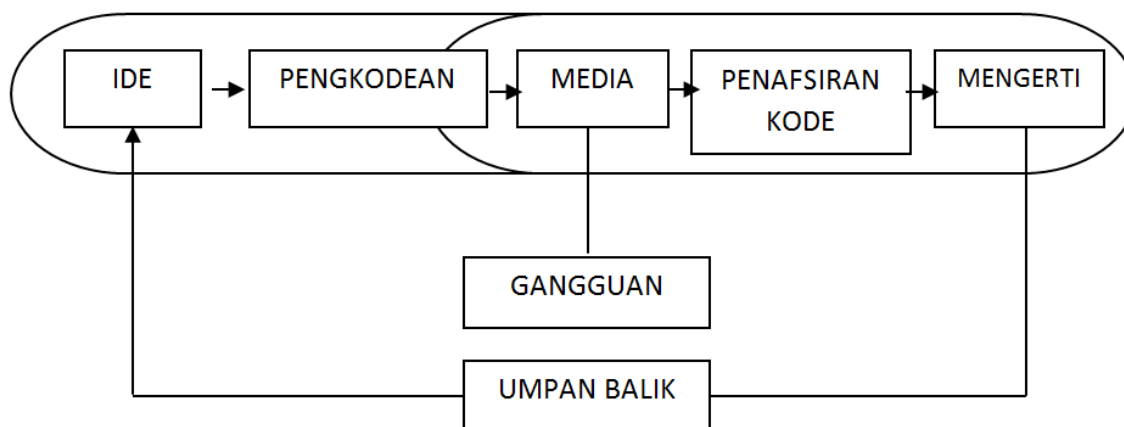 IDE
PENGKODEAN
MEDIA
PENAFSIRAN
KODE
MENGERTI
GANGGUAN
UMPAN BALIK